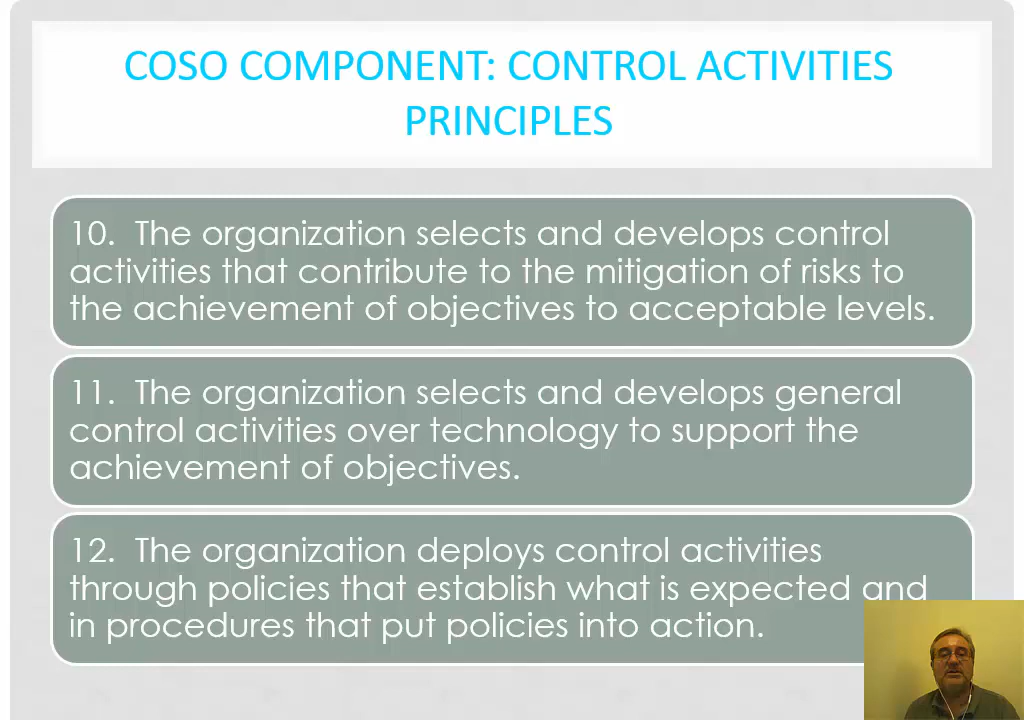 COSO COMPONENT: CONTROL ACTIVITIES
PRINCIPLES
10.  The organization selects and develops control
activities that contribute to the mitigation of risks to
the achievement of objectives to acceptable levels.
11.  The organization selects and develops general
control activities over technology to support the
achievement of objectives.
12.  The organization deploys control activities
through policies that establish what is expected and
in procedures that put policies into action.